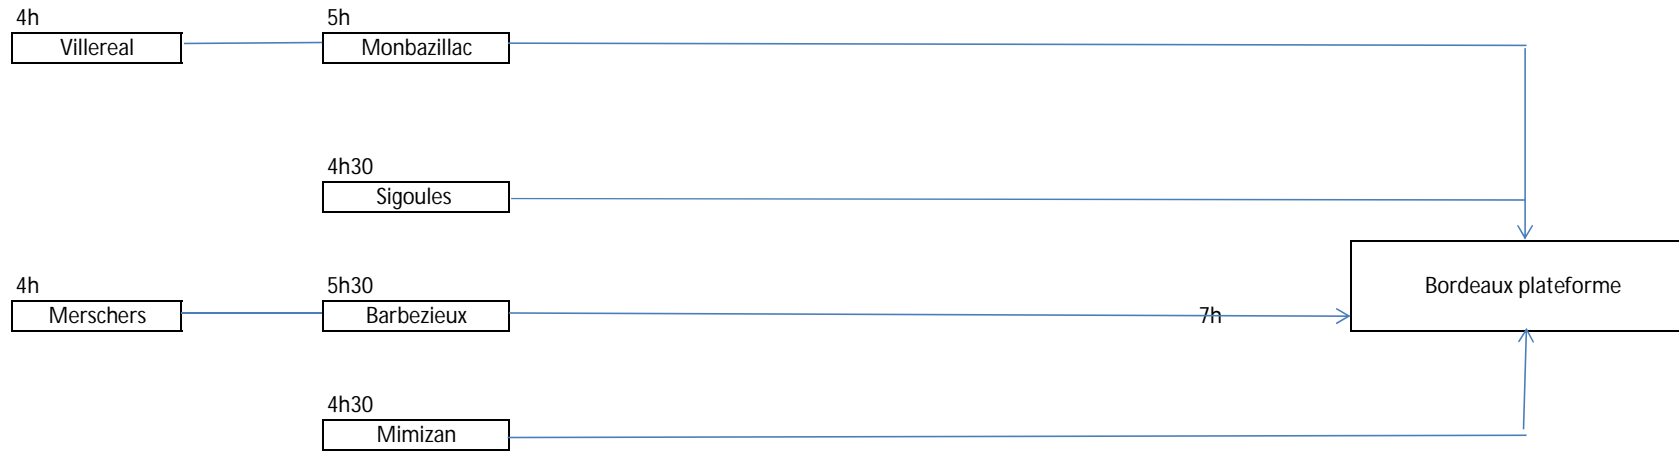 4h 5h
Villereal Monbazillac
4h30
Sigoules
4h 5h30
Bordeaux plateforme
Merschers Barbezieux 7h
4h30
Mimizan